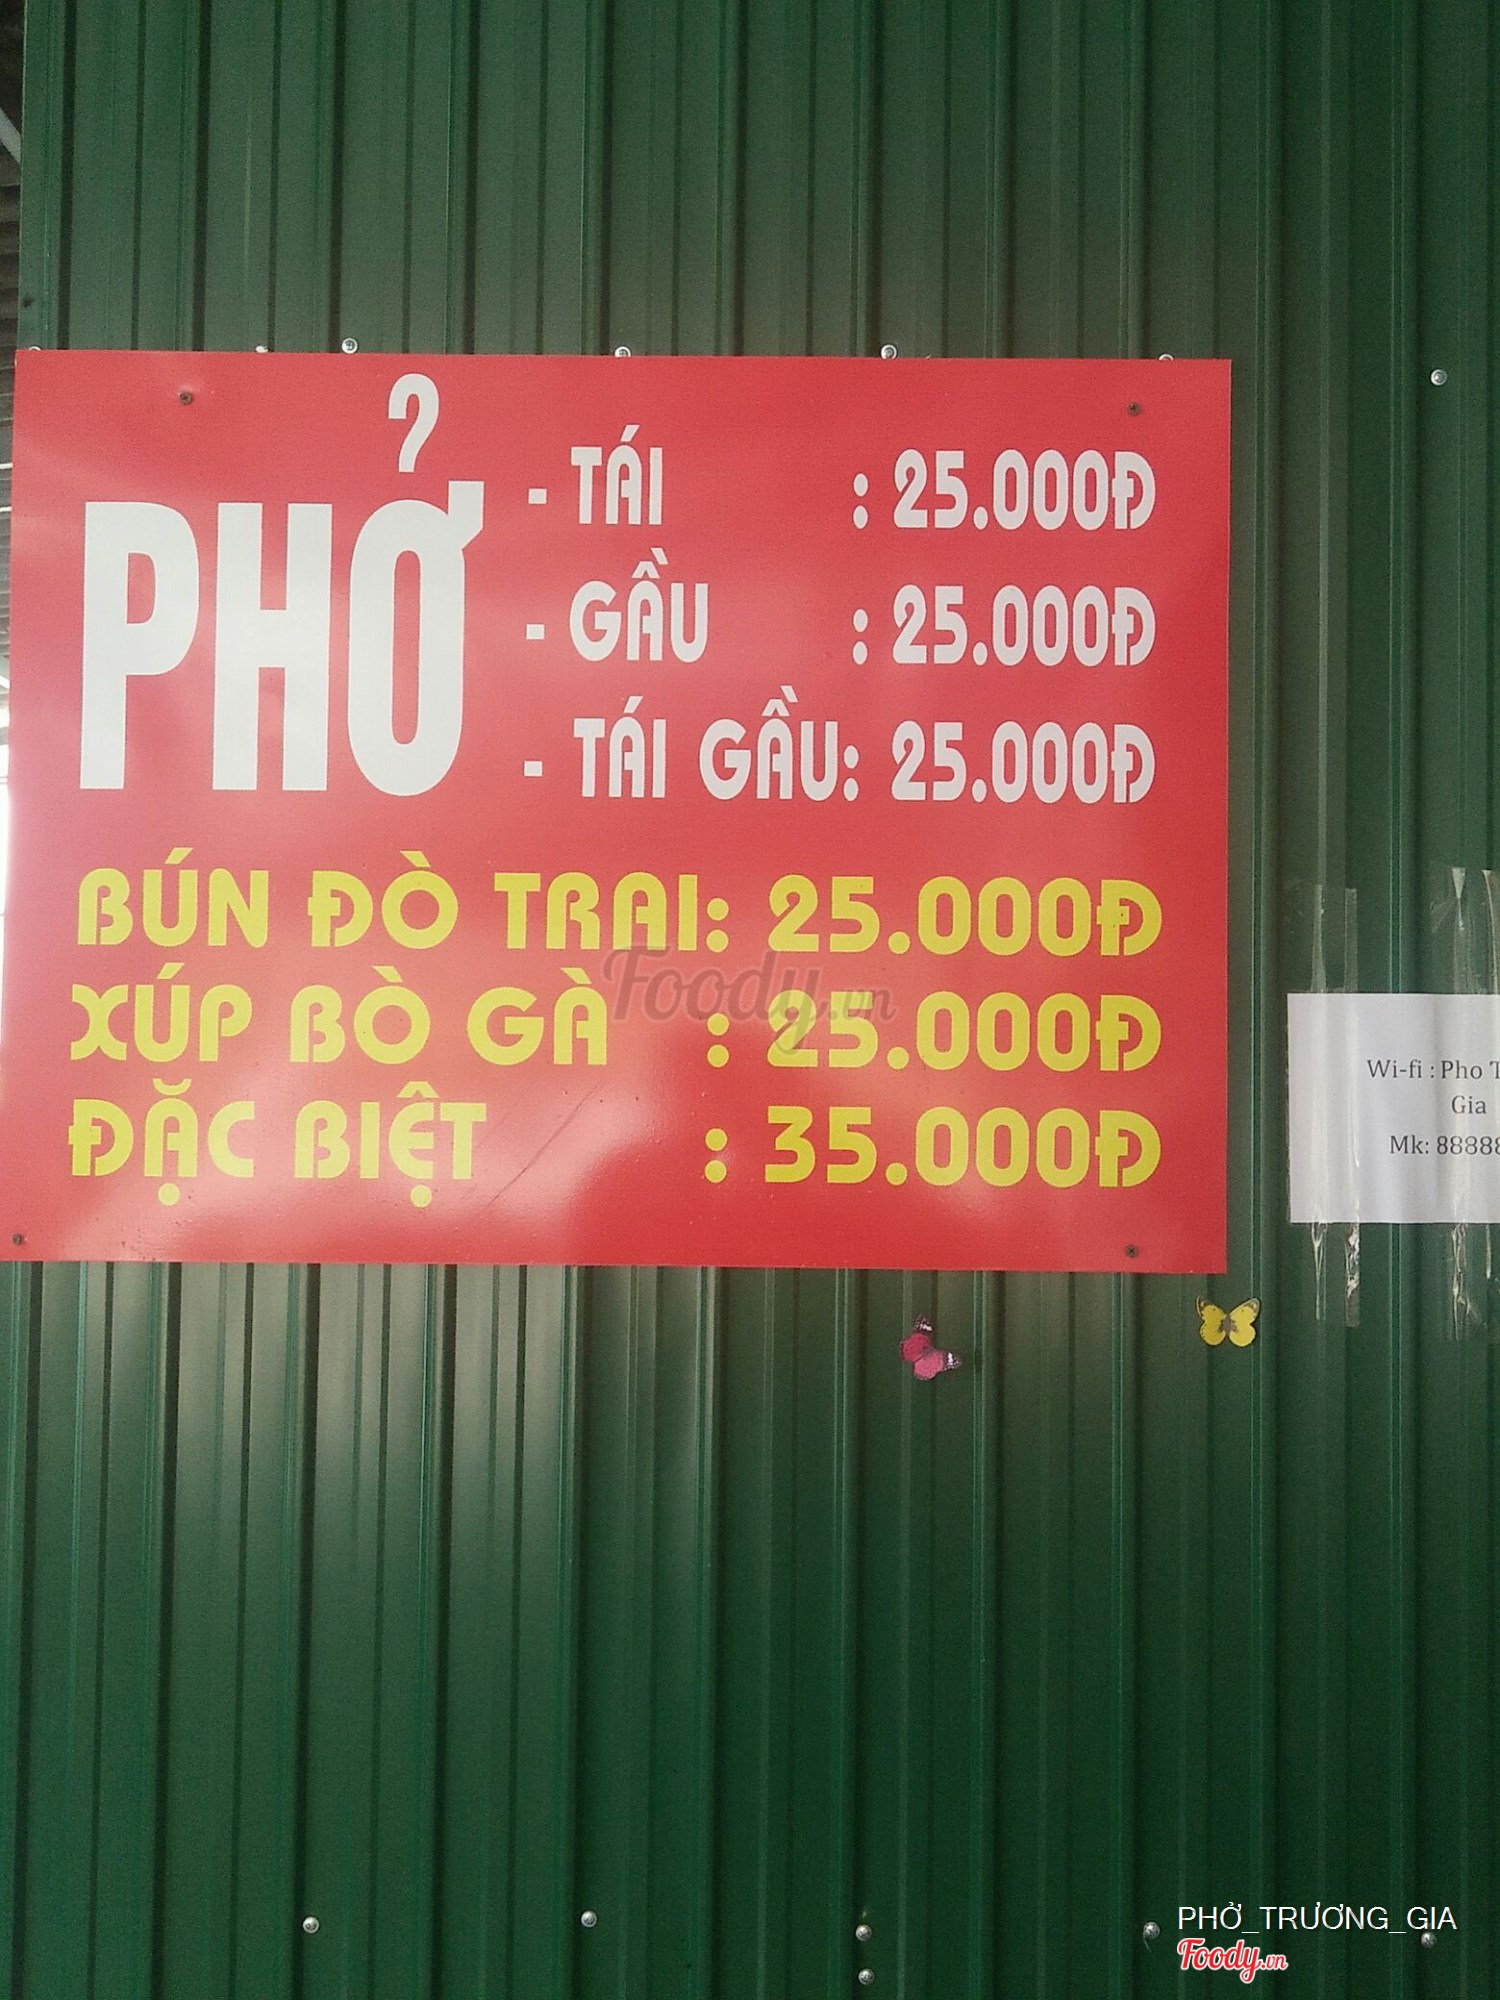 PHỞ
- TÁI : 25.000Đ
- GẦU : 25.000Đ
- TÁI GẦU: 25.000Đ
BÚN ĐÒ TRAI: 25.000Đ
XÚP BÒ GÀ : 25.000Đ
ĐẶC BIỆT : 35.000Đ
Foody.vn
Wi-fi : Pho
Gia
Mk:
PHỞ_TRƯƠNG_GIA
Foody.vn